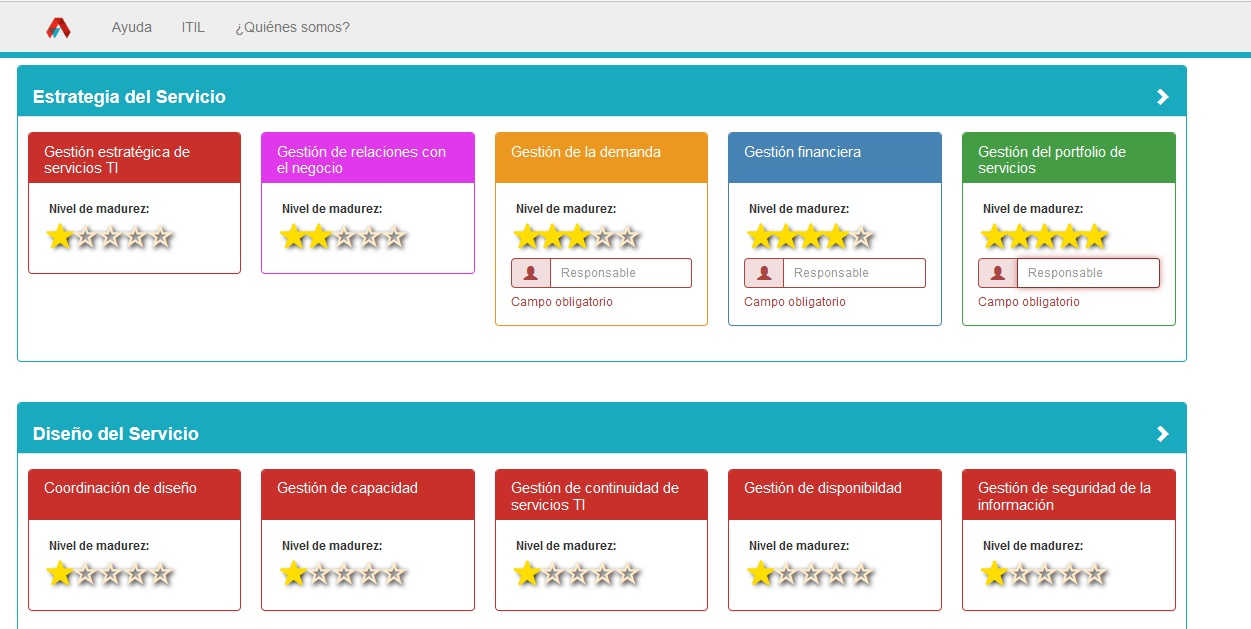 Ayuda ITIL ¿Quiénes somos?
Estrategia del Servicio
Gestión estratégica de
servicios TI
Nivel de madurez:
Gestión de relaciones con
el negocio
Nivel de madurez:
Gestión de la demanda
Nivel de madurez:
Responsable
Campo obligatorio
Gestión financiera
Nivel de madurez:
Responsable
Campo obligatorio
Gestión del portfolio de
servicios
Nivel de madurez:
Responsable
Campo obligatorio
Diseño del Servicio
Coordinación de diseño
Nivel de madurez:
Gestión de capacidad
Nivel de madurez:
Gestión de continuidad de
servicios TI
Nivel de madurez:
Gestión de disponibildad
Nivel de madurez:
Gestión de seguridad de la
información
Nivel de madurez: